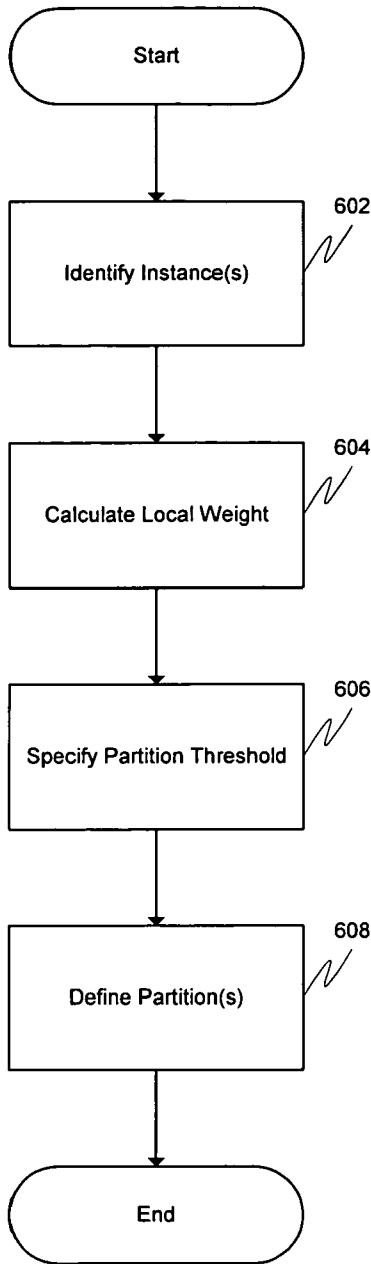 Start
602
Identify Instance(s)
604
Calculate Local Weight
606
Specify Partition Threshold
608
Define Partition(s)
End